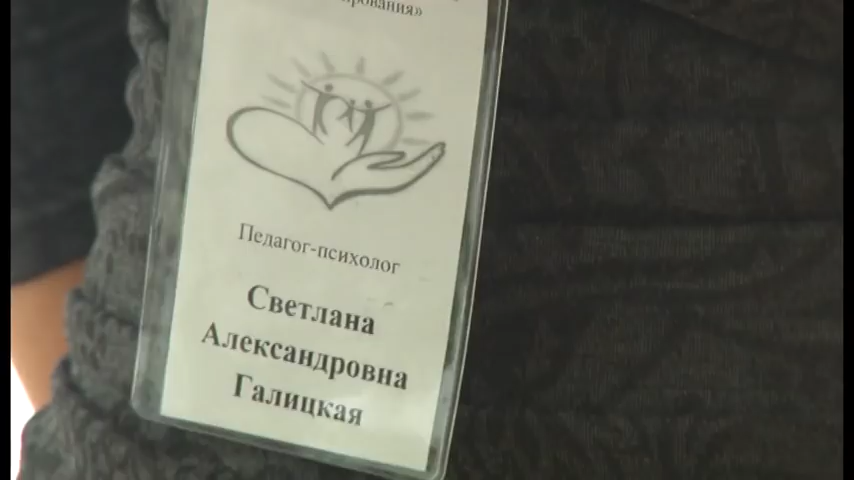 Педагог-психолог
Светлана
Александровна
Галицкая